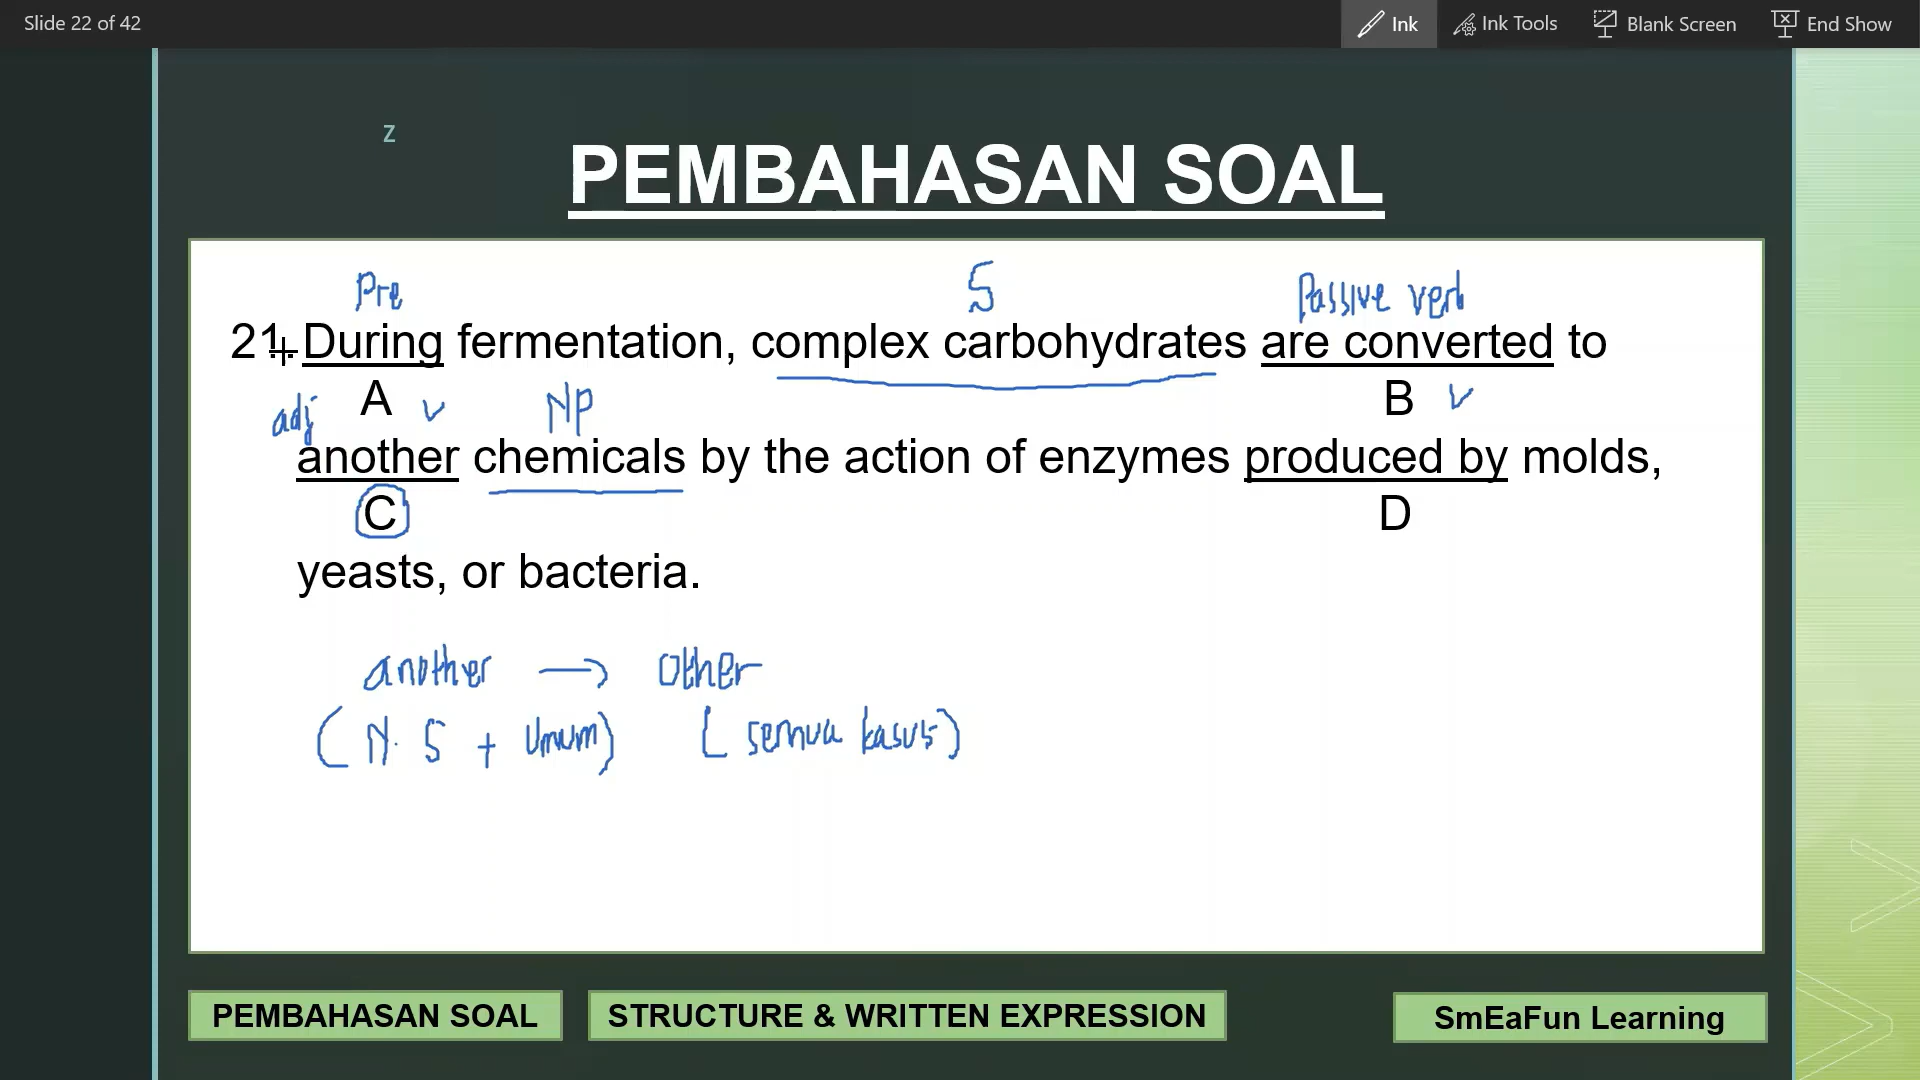 Slide 22 of 42
Ink
Ink Tools
Blank Screen
End Show
z
PEMBAHASAN SOAL
Pre
S
Passive verb
21. During fermentation, complex carbohydrates are converted to
adj
A v
NP
B v
another chemicals by the action of enzymes produced by molds,
C
D
yeasts, or bacteria.
another → other
(N. S + Umum)
(semua kasus)
PEMBAHASAN SOAL
STRUCTURE & WRITTEN EXPRESSION
SmEaFun Learning